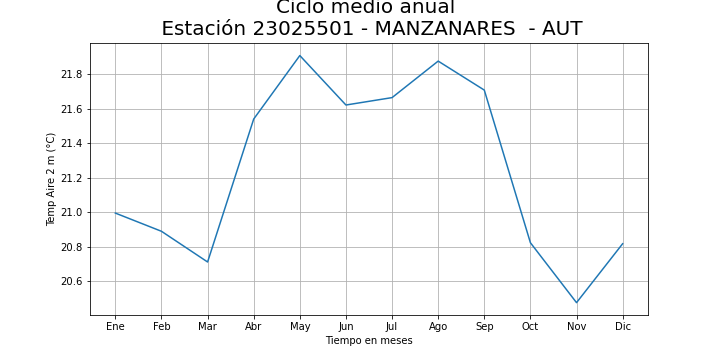 Ciclo medio anual
Estación 23025501 - MANZANARES  - AUT
Temp Aire 2 m (°C)
21.8
21.6
21.4
21.2
21.0
20.8
20.6
Ene Feb Mar Abr May Jun Jul Ago Sep Oct Nov Dic
Tiempo en meses